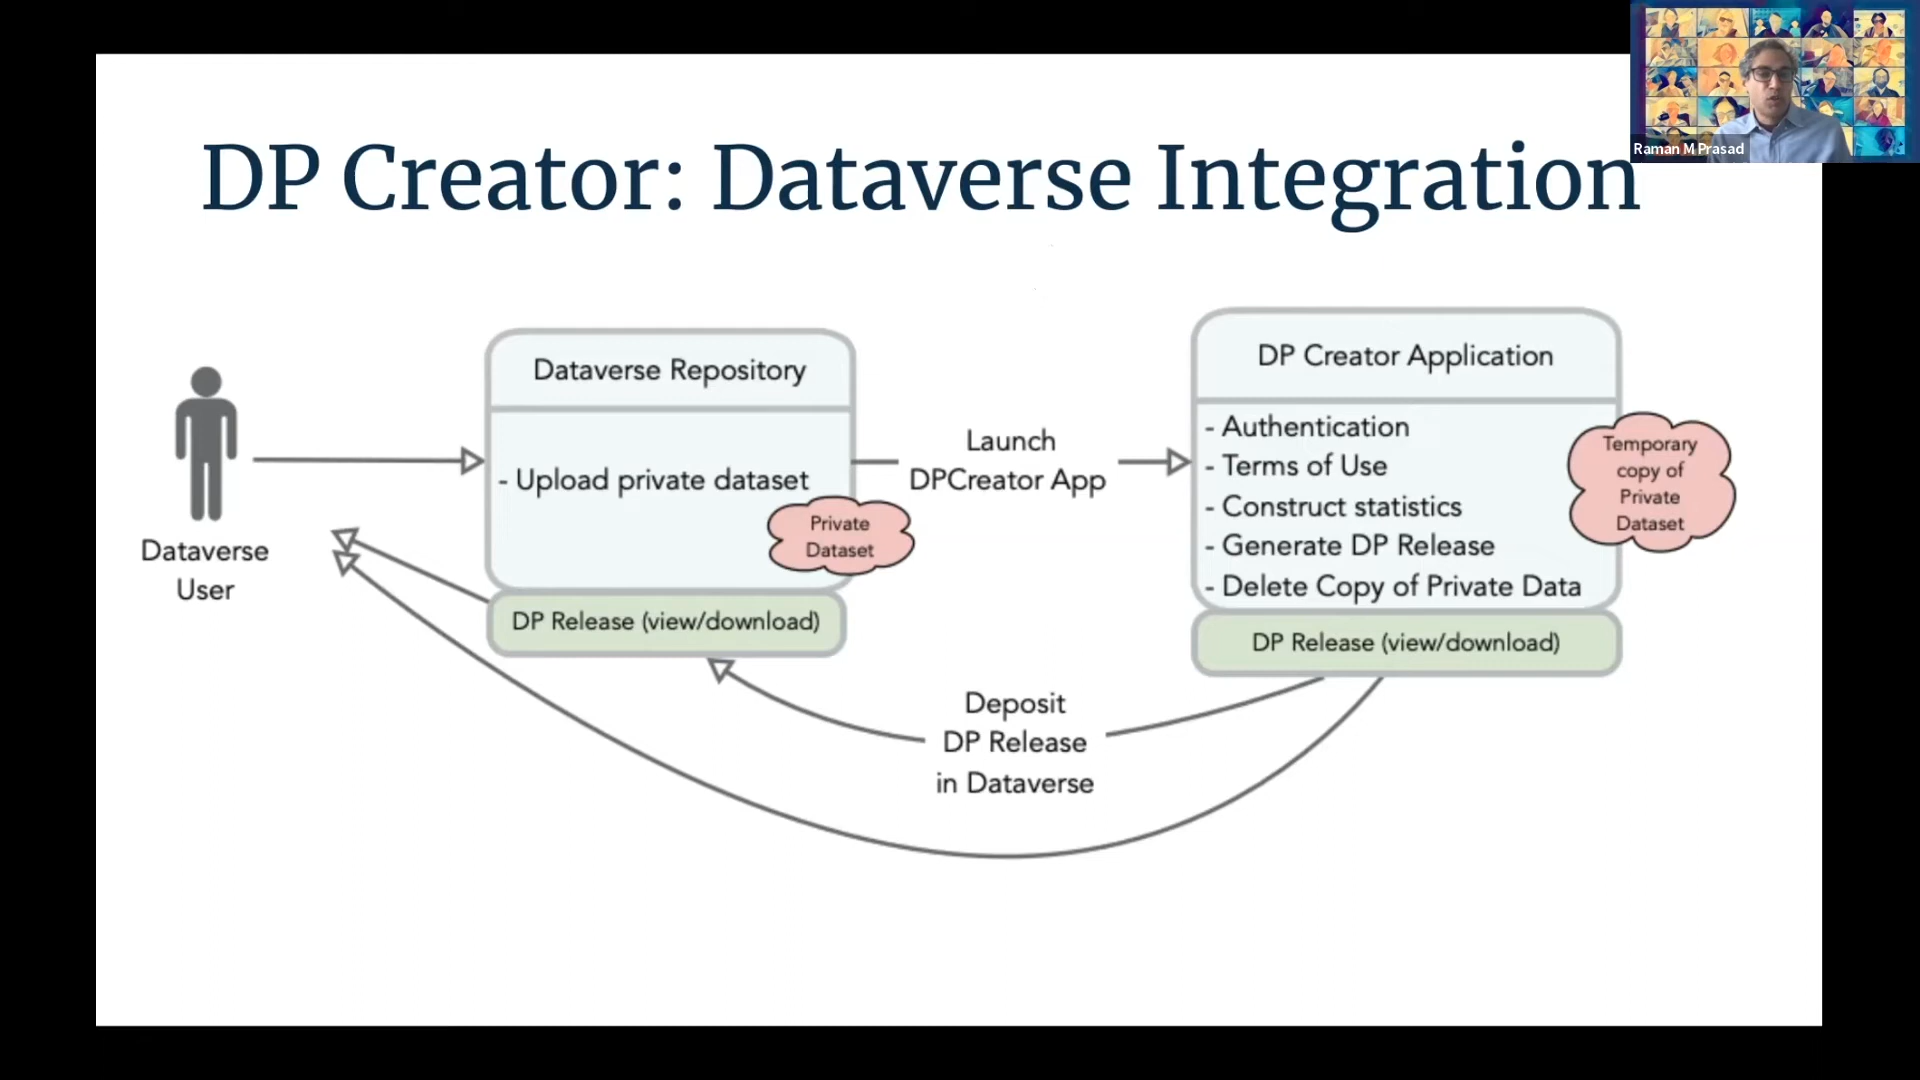 Raman M Prasad
DP Creator: Dataverse Integration
Dataverse
User
Dataverse Repository
- Upload private dataset
Private
Dataset
DP Release (view/download)
Launch
DPCreator App
DP Creator Application
- Authentication
- Terms of Use
- Construct statistics
- Generate DP Release
- Delete Copy of Private Data
Temporary
copy of
Private
Dataset
DP Release (view/download)
Deposit
DP Release
in Dataverse